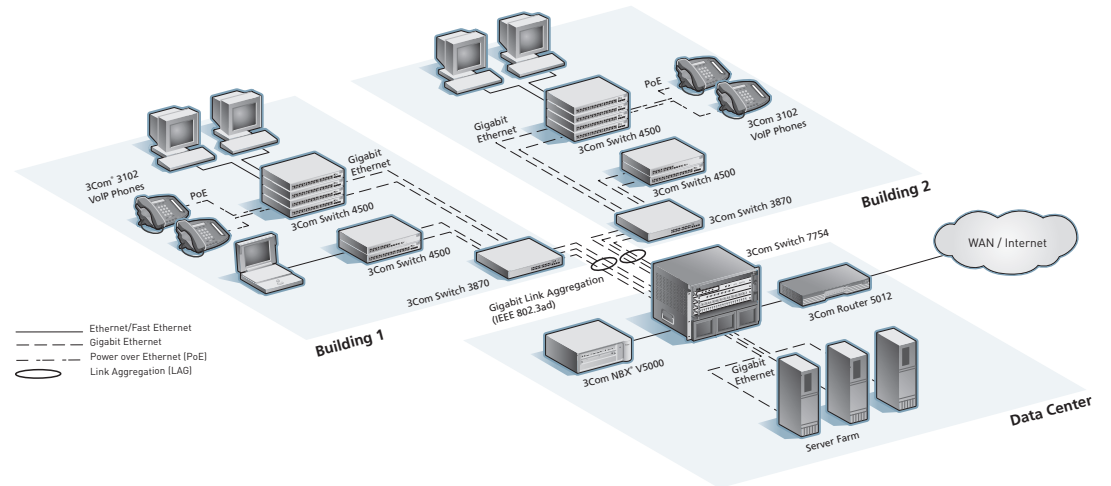 PoE
3Com 3102
VoIP Phones
Gigabit
Ethernet
3Com Switch 4500
3Com Switch 4500
3Com Switch 3870
Building 2
3Com® 3102
VoIP Phones
PoE
Gigabit
Ethernet
3Com Switch 4500
3Com Switch 4500
3Com Switch 3870
Building 1
Gigabit Link Aggregation
(IEEE 802.3ad)
3Com Switch 7754
WAN / Internet
3Com Router 5012
3Com NBX® V5000
Gigabit
Ethernet
Server Farm
Data Center
Ethernet/Fast Ethernet
Gigabit Ethernet
Power over Ethernet (PoE)
Link Aggregation (LAG)